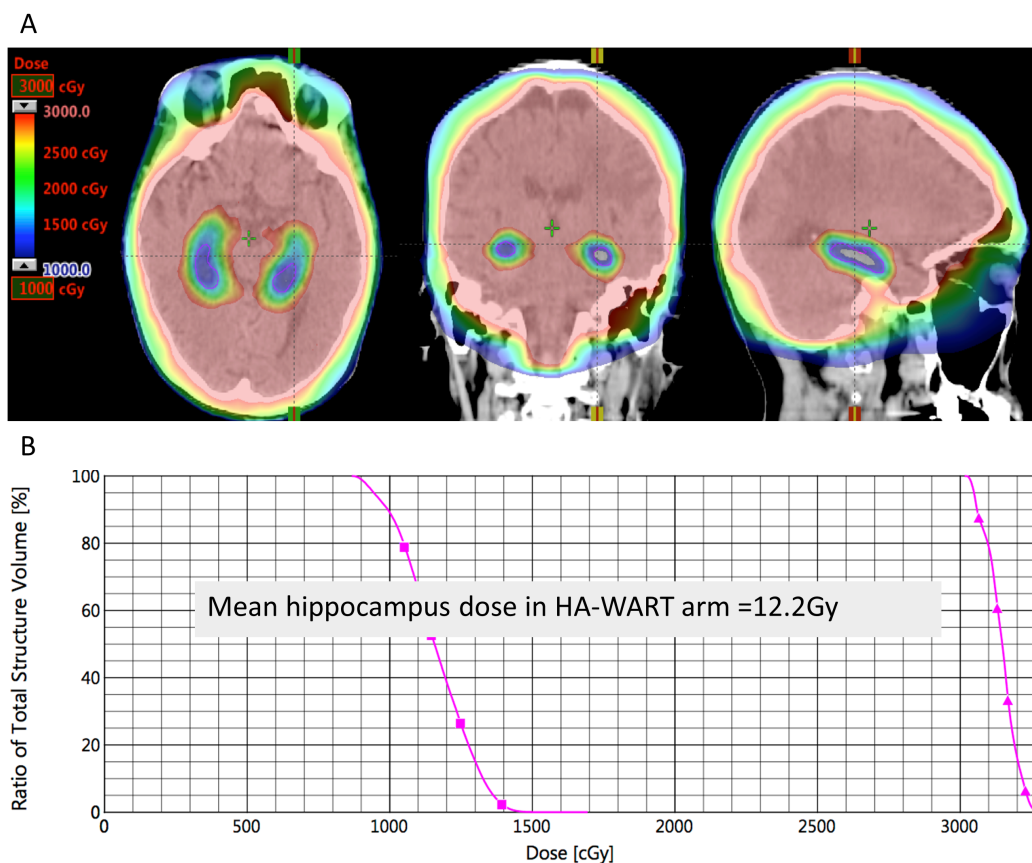 A
Dose
3000 cGy
3000.0
2500 cGy
2000 cGy
1500 cGy
1000.0
1000 cGy
B
Ratio of Total Structure Volume [%]
100
80
60
40
20
0
Mean hippocampus dose in HA-WART arm =12.2Gy
0 500 1000 1500 2000 2500 3000
Dose [cGy]